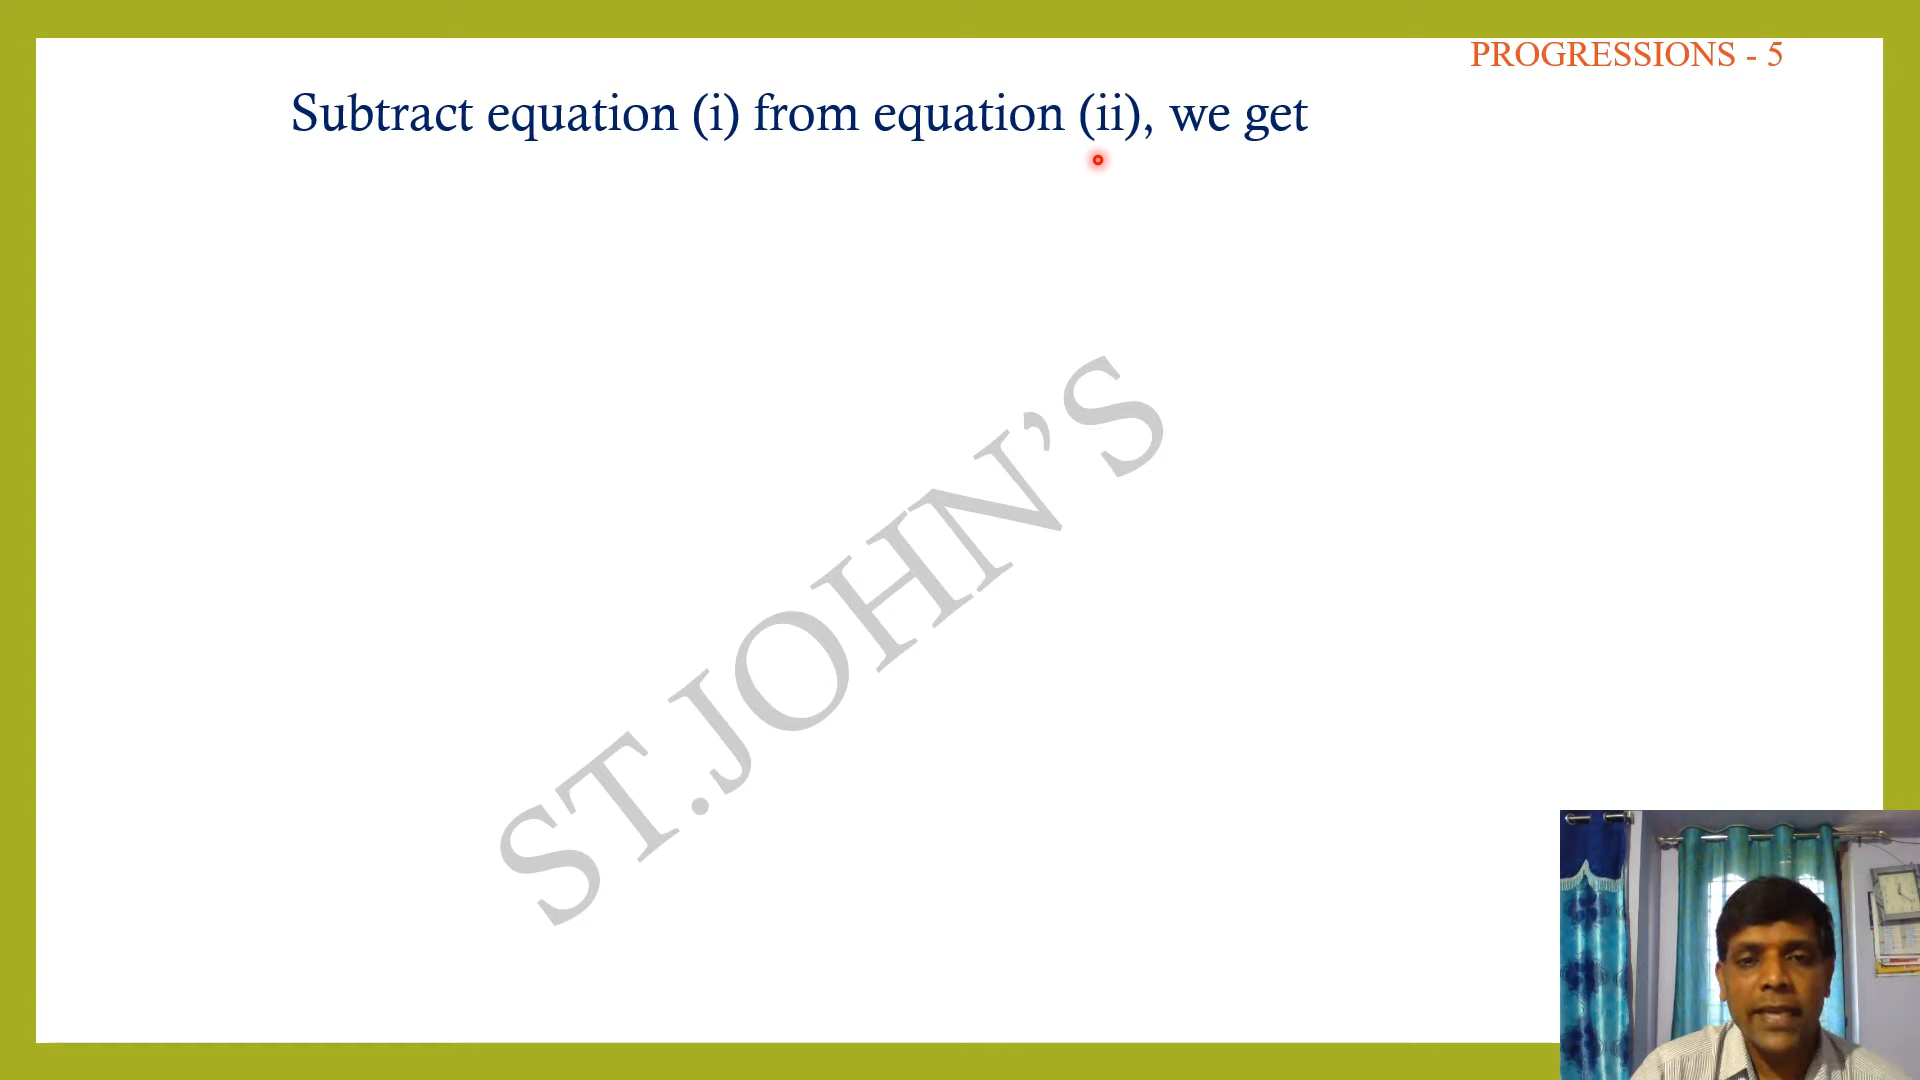 PROGRESSIONS - 5
Subtract equation (i) from equation (ii), we get
ST.JOHN’S